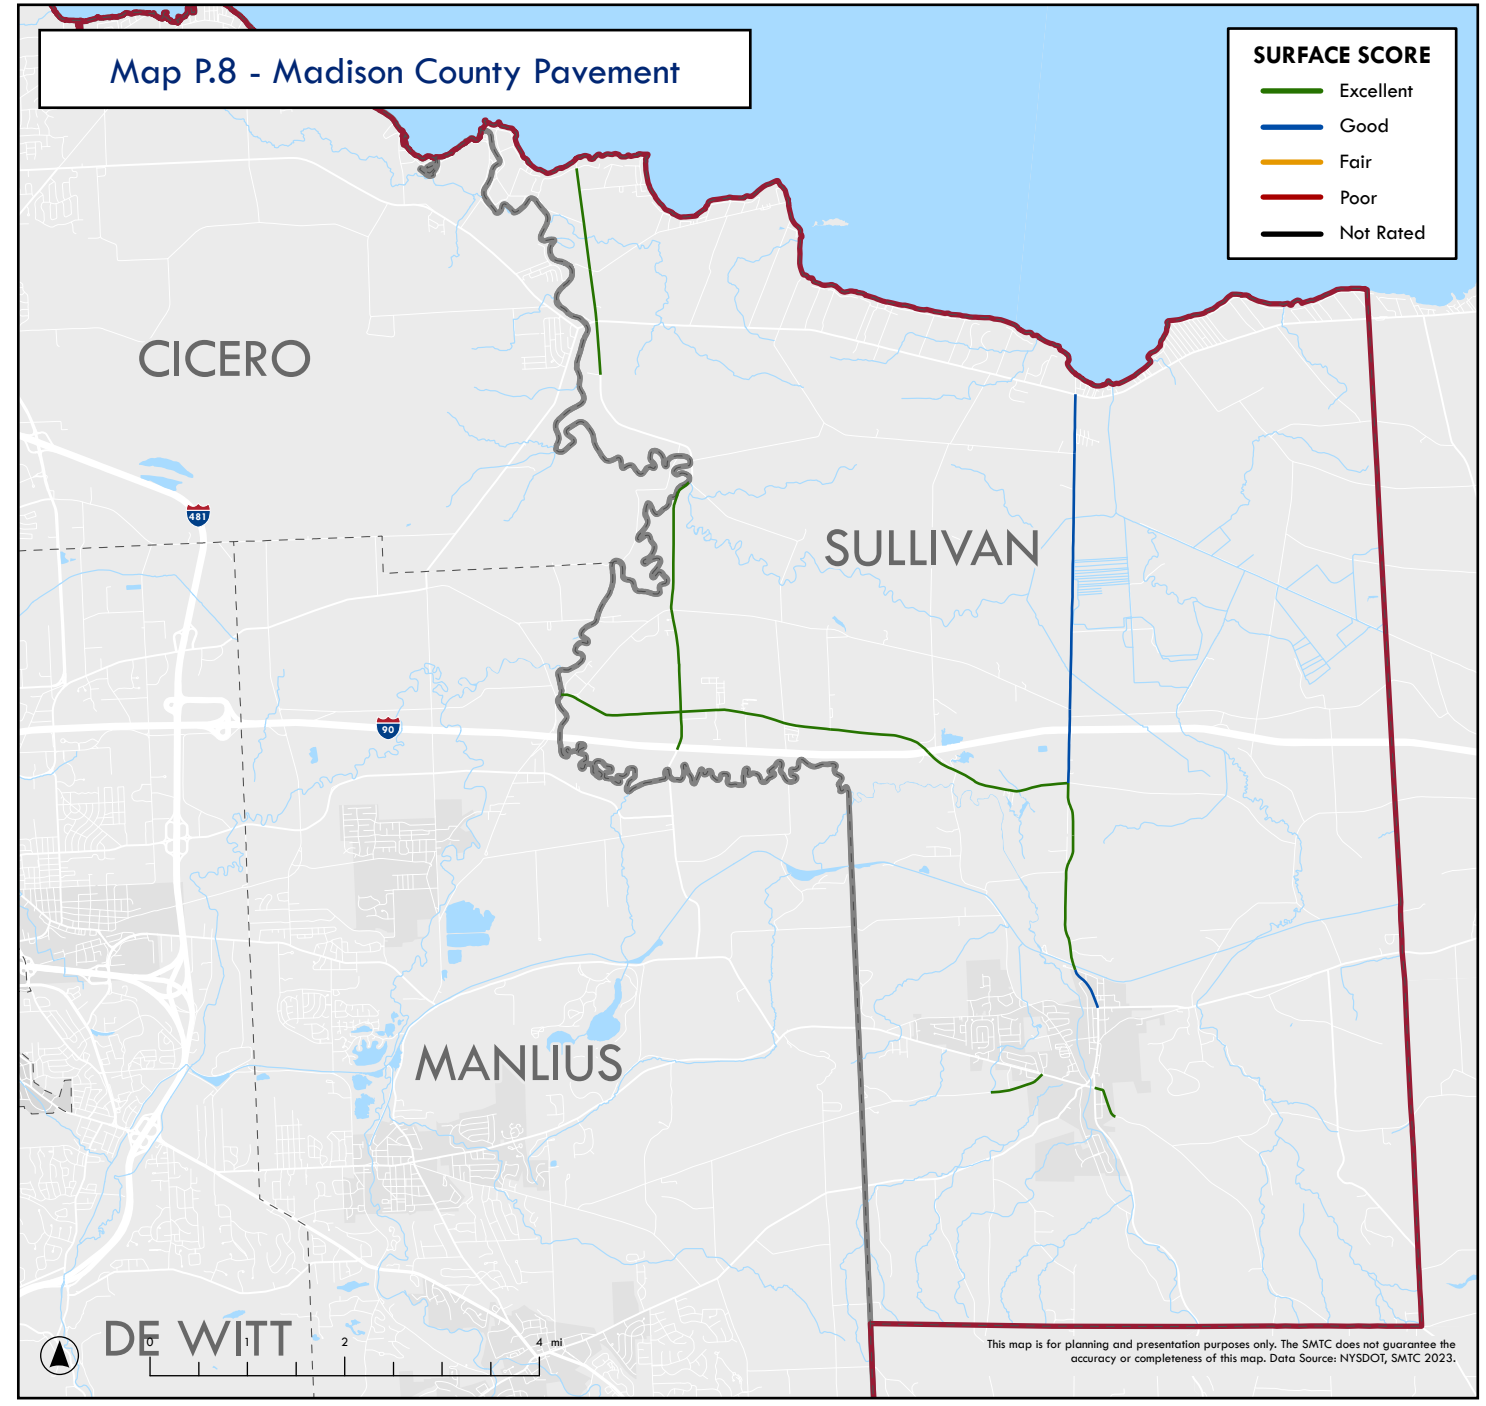 Map P.8 - Madison County Pavement
SURFACE SCORE
Excellent
Good
Fair
Poor
Not Rated
CICERO
481
SULLIVAN
90
MANLIUS
DE WITT
0 1 2 4 mi
This map is for planning and presentation purposes only. The SMTC does not guarantee the
accuracy or completeness of this map. Data Source: NYSDOT, SMTC 2023.